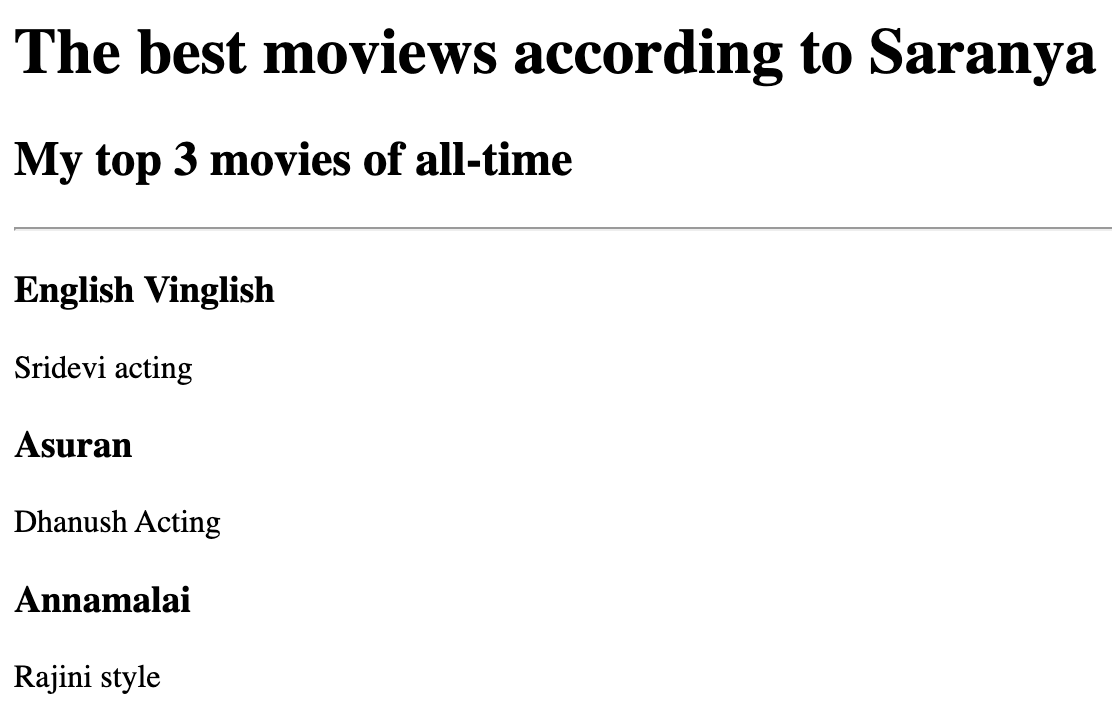 The best moviews according to Saranya
My top 3 movies of all-time
English Vinglish
Sridevi acting
Asuran
Dhanush Acting
Annamalai
Rajini style